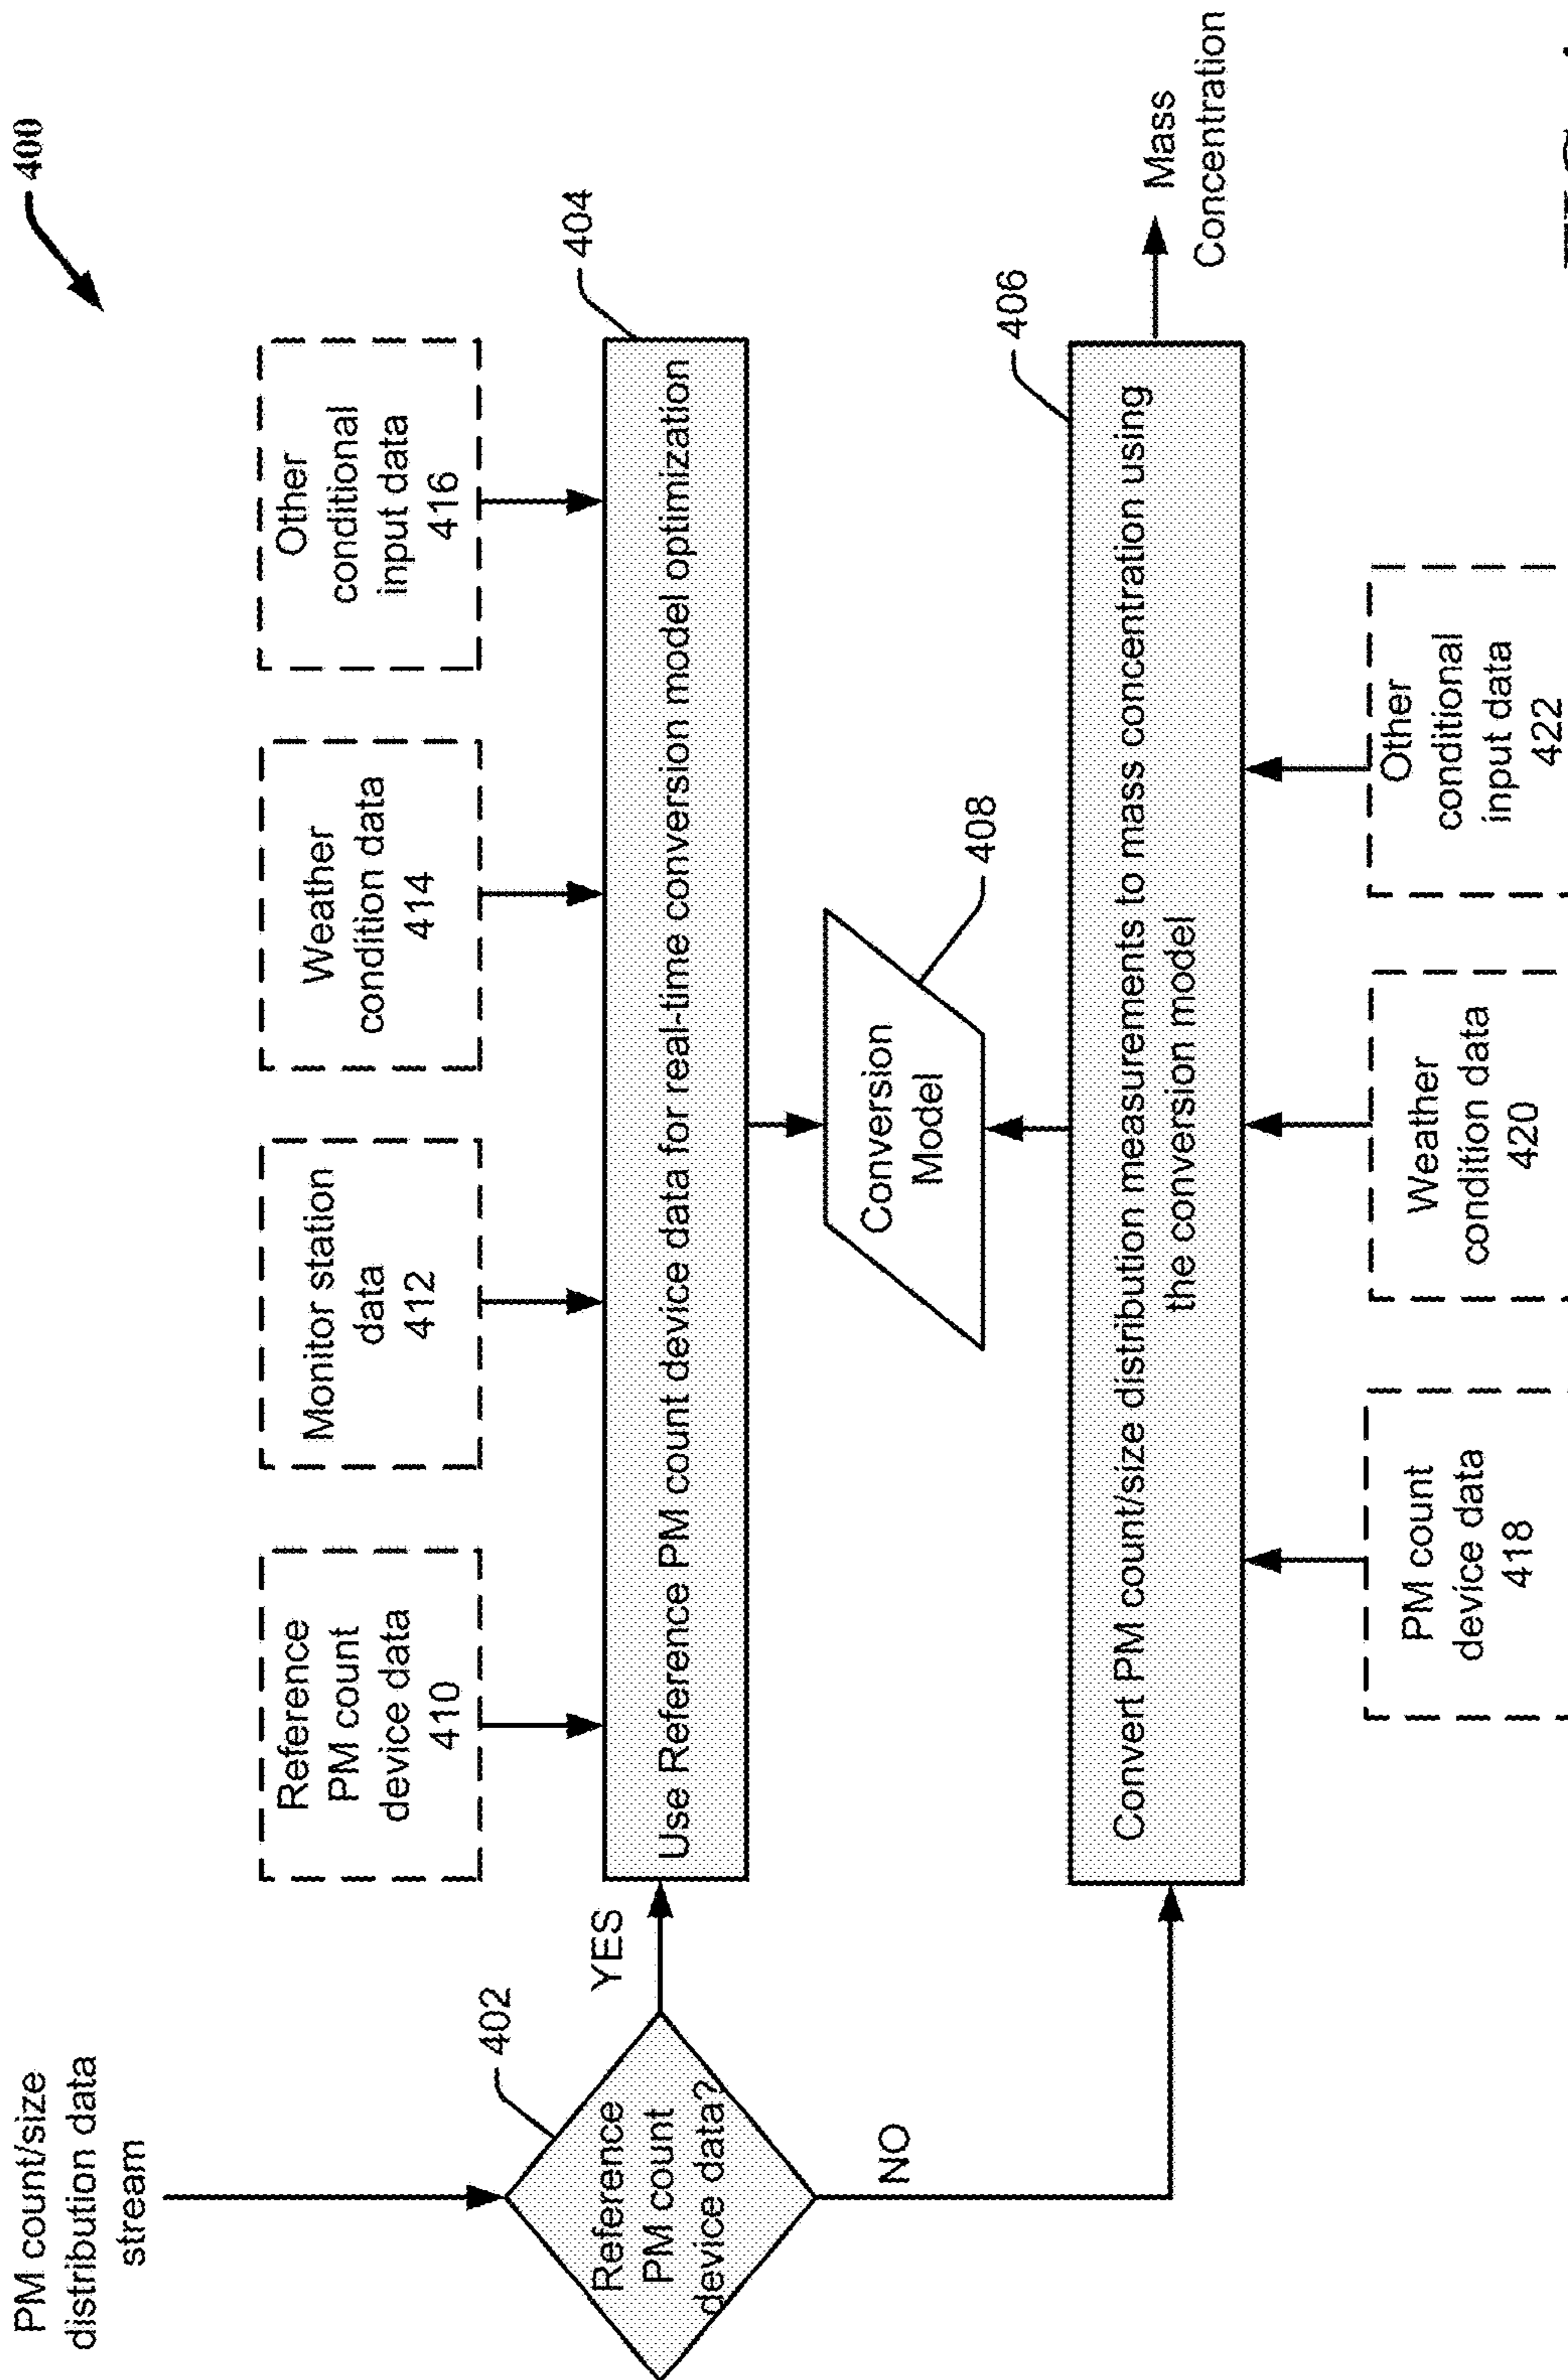 400
PM count/size
distribution data
stream
Reference
PM count
device data
410
Monitor station
data
412
Weather
condition data
414
Other
conditional
input data
416
402
Reference
PM count
device data?
YES
NO
Use Reference PM count device data for real-time conversion model optimization
404
Conversion
Model
408
406
Convert PM count/size distribution measurements to mass concentration using
the conversion model
Mass
Concentration
PM count
device data
418
Weather
condition data
420
Other
conditional
input data
422